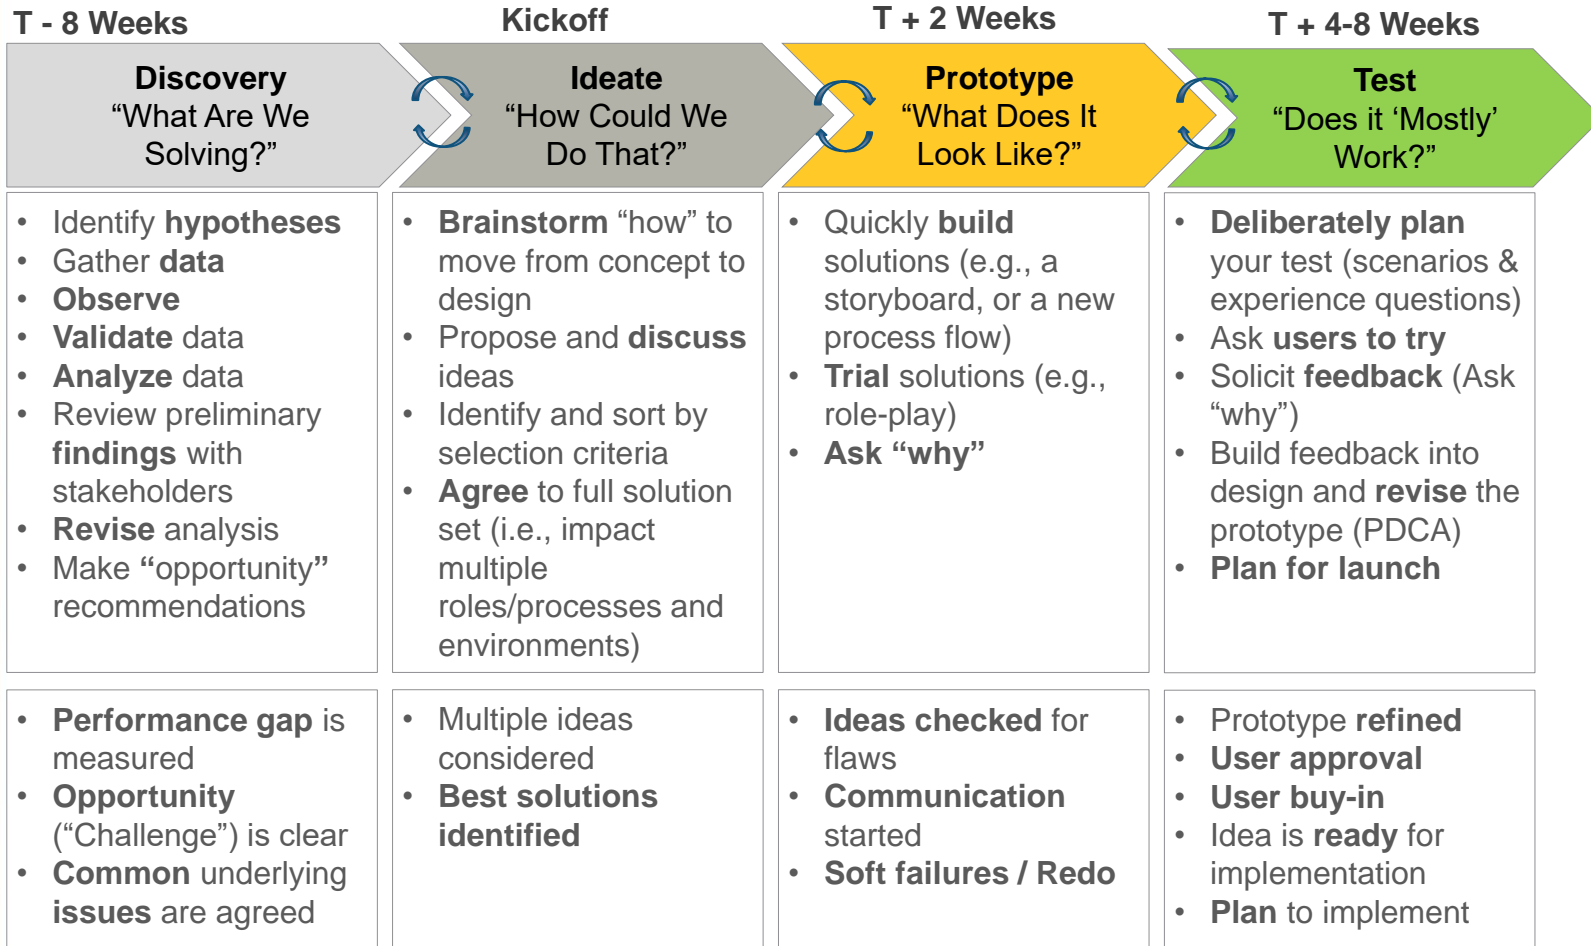 T - 8 Weeks
Kickoff
T + 2 Weeks
T + 4-8 Weeks
Discovery
“What Are We
Solving?”
Ideate
“How Could We
Do That?”
Prototype
“What Does It
Look Like?”
Test
“Does it ‘Mostly’
Work?”
• Identify hypotheses
• Gather data
• Observe
• Validate data
• Analyze data
• Review preliminary
findings with
stakeholders
• Revise analysis
• Make “opportunity”
recommendations
• Brainstorm “how” to
move from concept to
design
• Propose and discuss
ideas
• Identify and sort by
selection criteria
• Agree to full solution
set (i.e., impact
multiple
roles/processes and
environments)
• Quickly build
solutions (e.g., a
storyboard, or a new
process flow)
• Trial solutions (e.g.,
role-play)
• Ask “why”
• Deliberately plan
your test (scenarios &
experience questions)
• Ask users to try
• Solicit feedback (Ask
“why”)
• Build feedback into
design and revise the
prototype (PDCA)
• Plan for launch
• Performance gap is
measured
• Opportunity
(“Challenge”) is clear
• Common underlying
issues are agreed
• Multiple ideas
considered
• Best solutions
identified
• Ideas checked for
flaws
• Communication
started
• Soft failures / Redo
• Prototype refined
• User approval
• User buy-in
• Idea is ready for
implementation
• Plan to implement